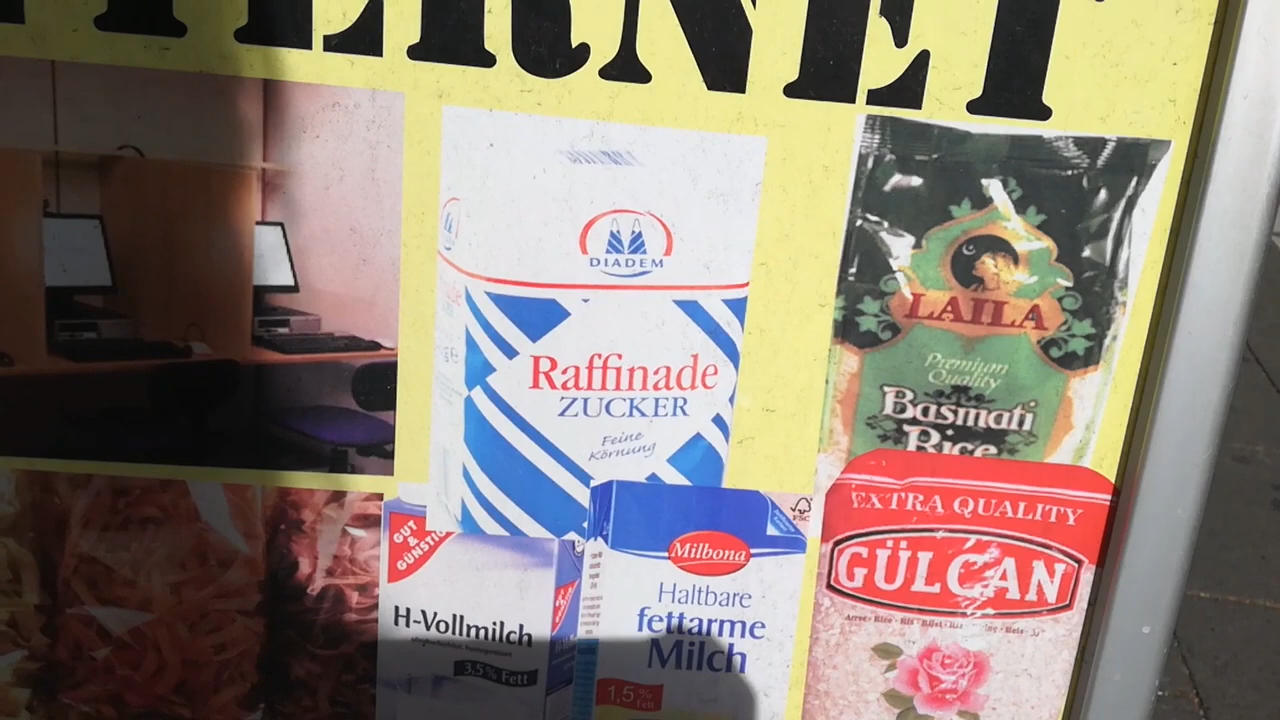 TERNET
DIADEM
Raffinade
ZUCKER
Feine
Körnung
LAILA
Premium
Quality
Basmati
Rice
EXTRA QUALITY
GÜLCAN
GUT
&
GÜNSTIG
H-Vollmilch
3,5% Fett
Milbona
Haltbare
fettarme
Milch
1,5%
Fett
FSC